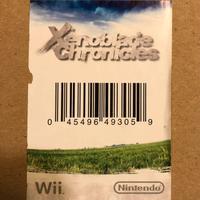 Xenoblade
Chronicles
0 45496 49305 9
Wii
Nintendo